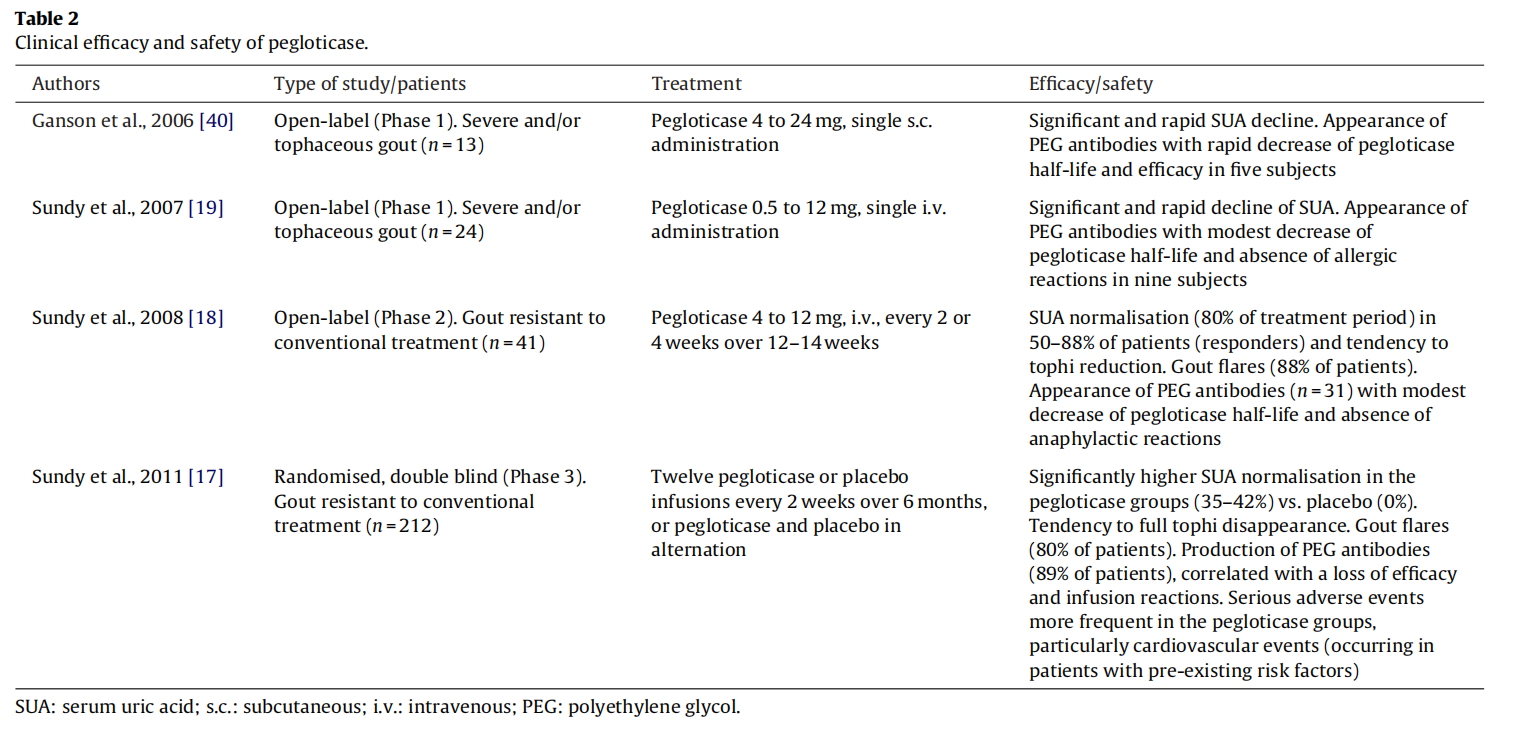 Table 2
Clinical efficacy and safety of pegloticase.
Authors Type of study/patients Treatment Efficacy/safety
Ganson et al., 2006 [40] Open-label (Phase 1). Severe and/or Pegloticase 4 to 24 mg, single s.c. Significant and rapid SUA decline. Appearance of
tophaceous gout (n = 13) administration PEG antibodies with rapid decrease of pegloticase
half-life and efficacy in five subjects
Sundy et al., 2007 [19] Open-label (Phase 1). Severe and/or Pegloticase 0.5 to 12 mg, single i.v. Significant and rapid decline of SUA. Appearance of
tophaceous gout (n = 24) administration PEG antibodies with modest decrease of
pegloticase half-life and absence of allergic
reactions in nine subjects
Sundy et al., 2008 [18] Open-label (Phase 2). Gout resistant to Pegloticase 4 to 12 mg, i.v., every 2 or SUA normalisation (80% of treatment period) in
conventional treatment (n = 41) 4 weeks over 12–14 weeks 50–88% of patients (responders) and tendency to
tophi reduction. Gout flares (88% of patients).
Appearance of PEG antibodies (n = 31) with modest
decrease of pegloticase half-life and absence of
anaphylactic reactions
Sundy et al., 2011 [17] Randomised, double blind (Phase 3). Twelve pegloticase or placebo Significantly higher SUA normalisation in the
Gout resistant to conventional infusions every 2 weeks over 6 months, pegloticase groups (35–42%) vs. placebo (0%).
treatment (n = 212) or pegloticase and placebo in Tendency to full tophi disappearance. Gout flares
alternation (80% of patients). Production of PEG antibodies
(89% of patients), correlated with a loss of efficacy
and infusion reactions. Serious adverse events
more frequent in the pegloticase groups,
particularly cardiovascular events (occurring in
patients with pre-existing risk factors)
SUA: serum uric acid; s.c.: subcutaneous; i.v.: intravenous; PEG: polyethylene glycol.